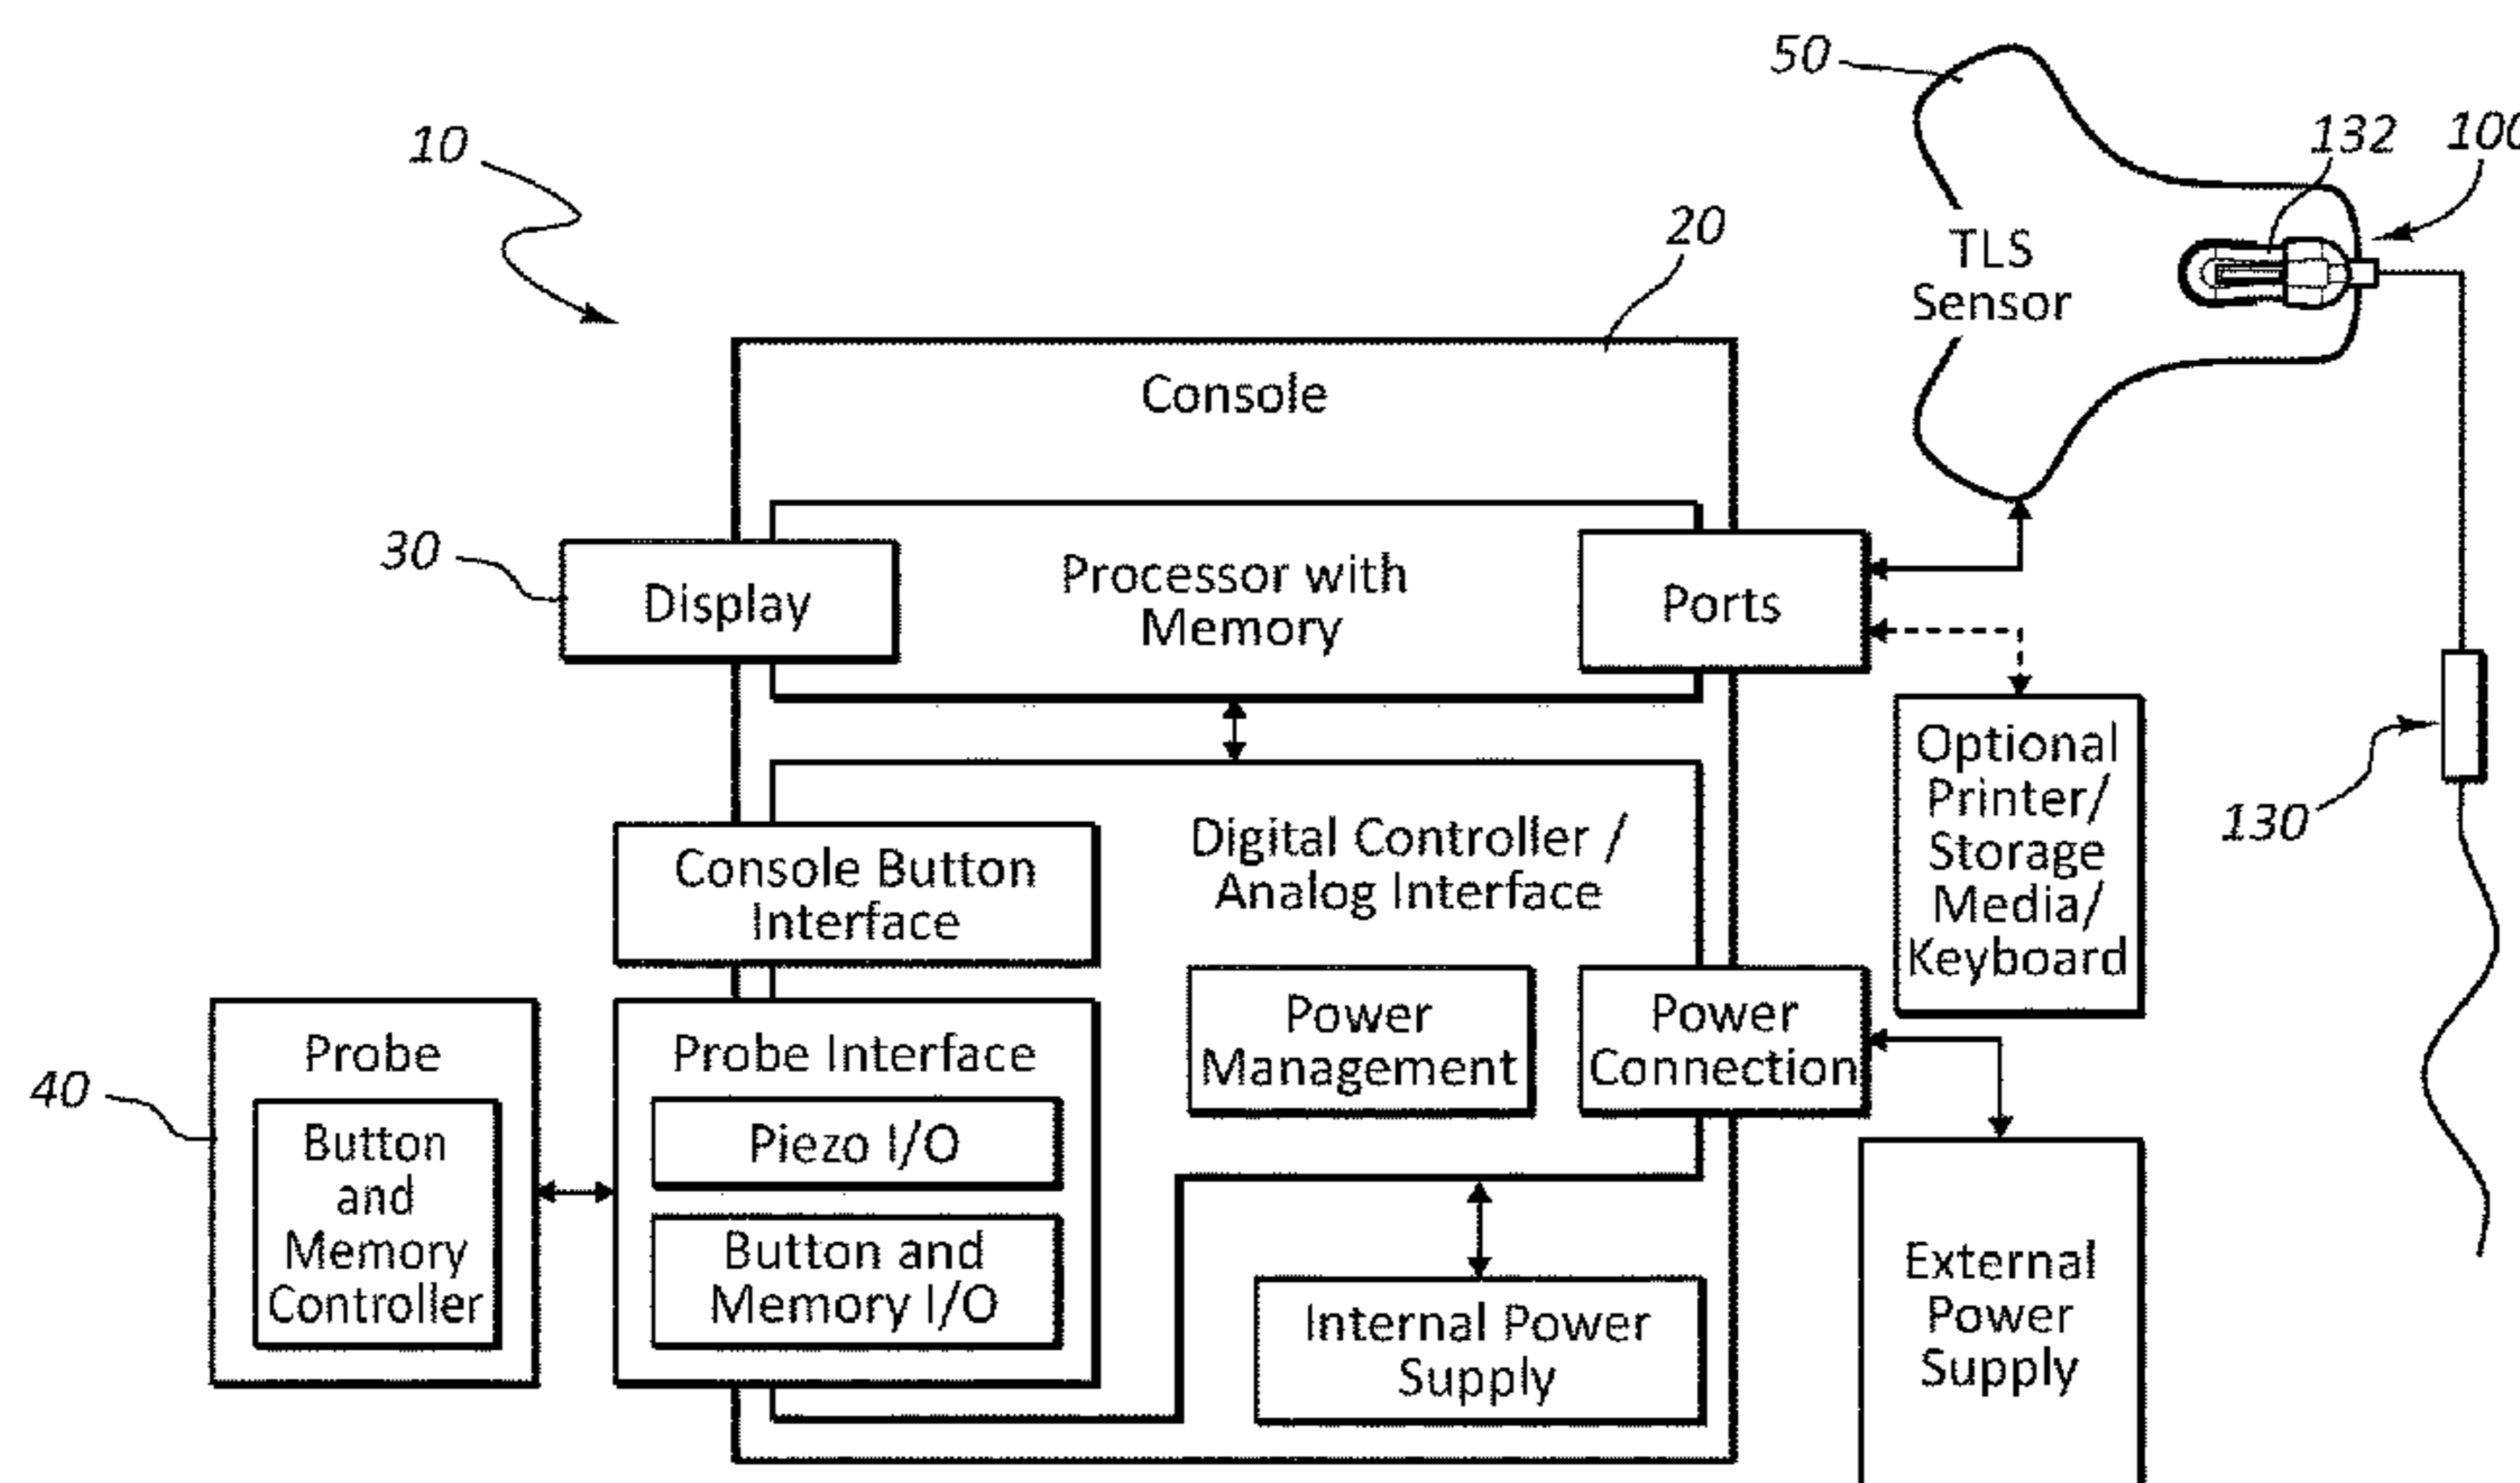 50
132
100
10
20
TLS
Sensor
Console
30
Display
Processor with
Memory
Ports
Optional
Printer/
Storage
Media/
Keyboard
130
Console Button
Interface
Digital Controller /
Analog Interface
40
Probe
Button
and
Memory
Controller
Probe Interface
Piezo I/O
Button and
Memory I/O
Power
Management
Power
Connection
Internal Power
Supply
External
Power
Supply